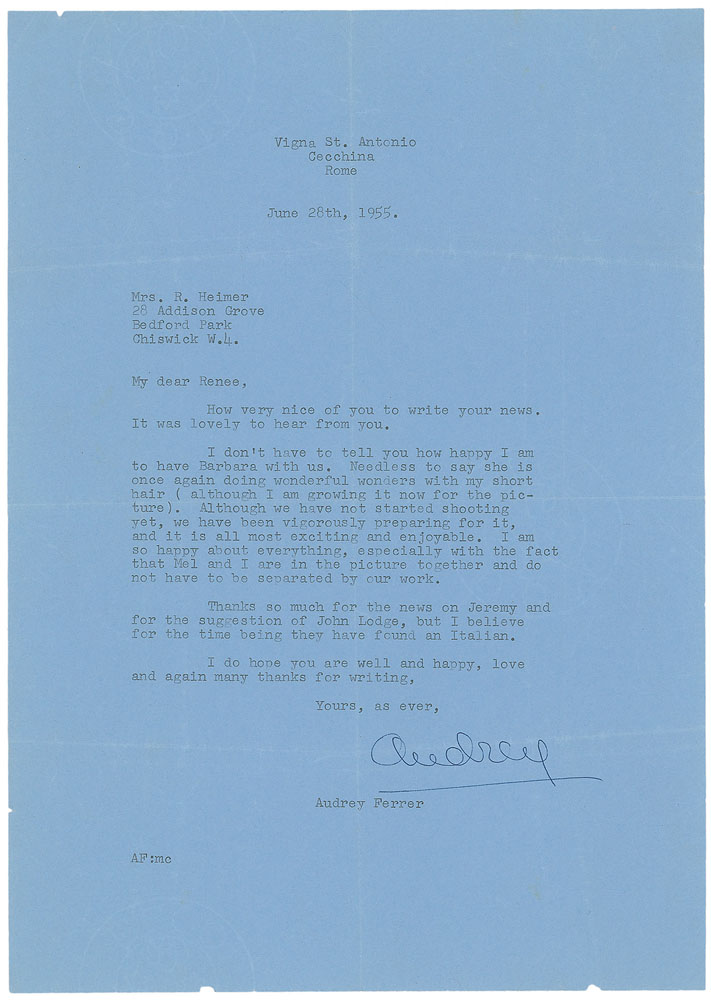 Vigna St. Antonio
Cecchina
Rome
June 28th, 1955.
Mrs. R. Heimer
28 Addison Grove
Bedford Park
Chiswick W.4.
My dear Renee,
How very nice of you to write your news.
It was lovely to hear from you.
I don't have to tell you how happy I am
to have Barbara with us. Needless to say she is
once again doing wonderful wonders with my short
hair ( although I am growing it now for the pic-
ture). Although we have not started shooting
yet, we have been vigorously preparing for it,
and it is all most exciting and enjoyable. I am
so happy about everything, especially with the fact
that Mel and I are in the picture together and do
not have to be separated by our work.
Thanks so much for the news on Jeremy and
for the suggestion of John Lodge, but I believe
for the time being they have found an Italian.
I do hope you are well and happy, love
and again many thanks for writing,
Yours, as ever,
Audrey
Audrey Ferrer
AF:mc